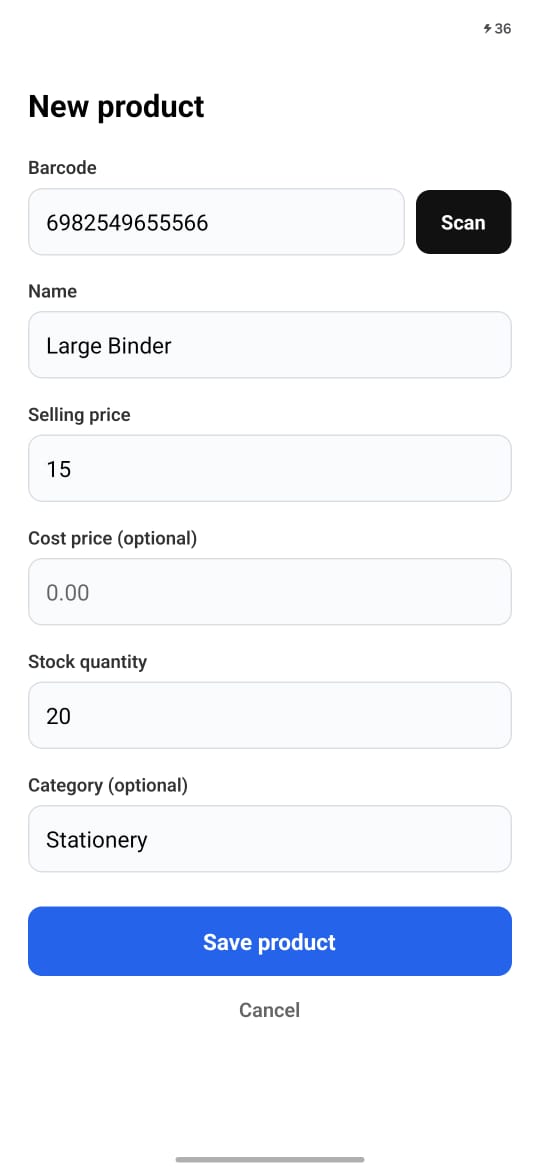 36
New product
Barcode
6982549655566
Scan
Name
Large Binder
Selling price
15
Cost price (optional)
0.00
Stock quantity
20
Category (optional)
Stationery
Save product
Cancel